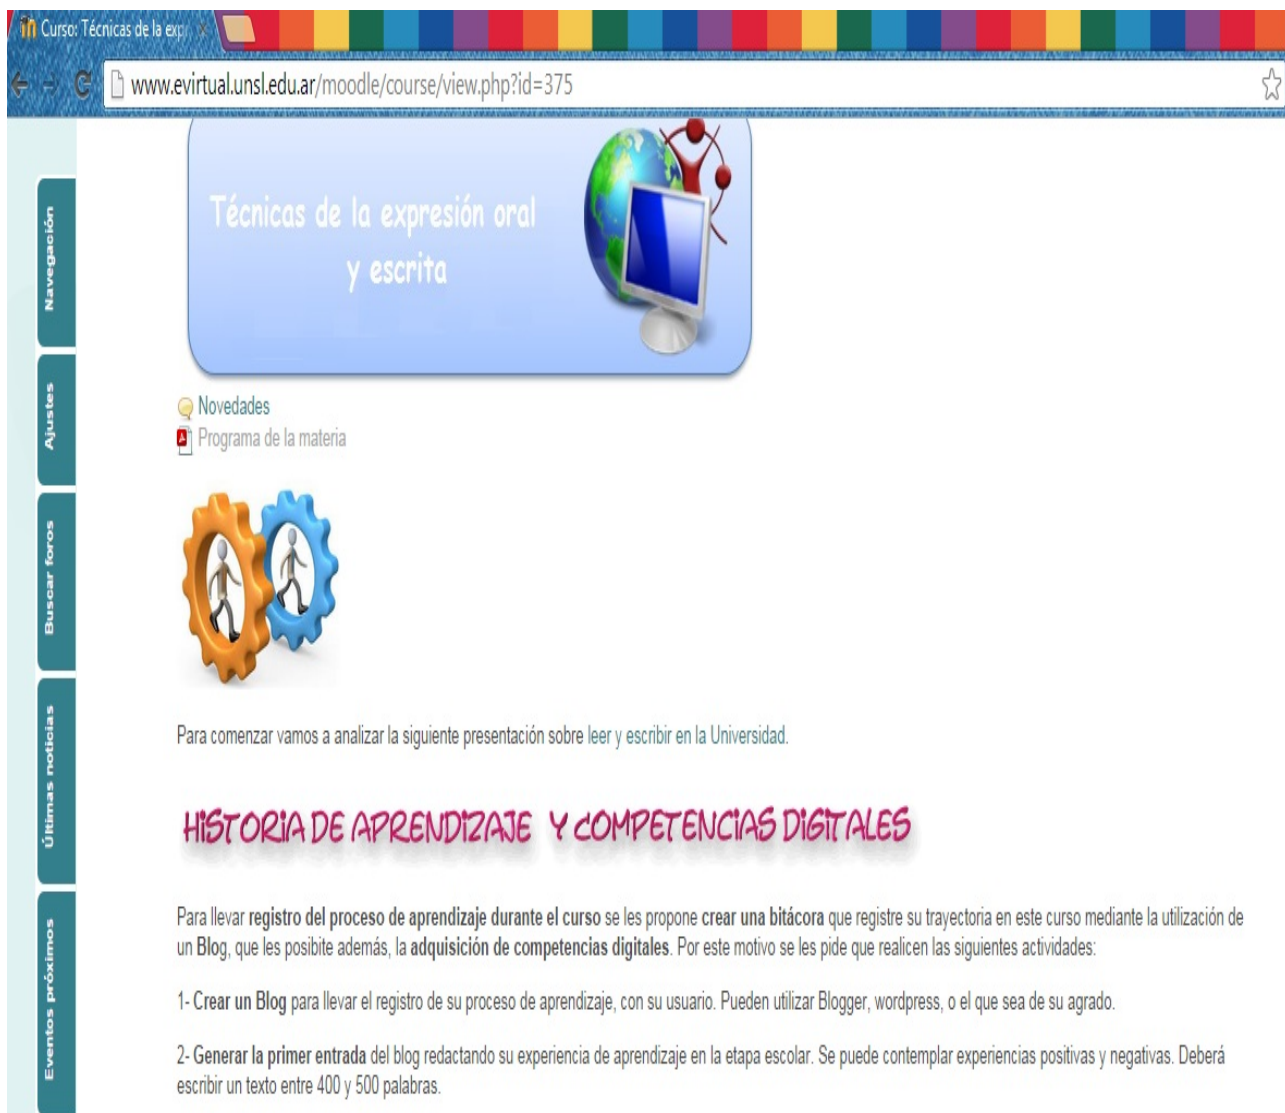 Curso: Técnicas de la exp
www.evirtual.unsl.edu.ar/moodle/course/view.php?id=375
Técnicas de la expresión oral
y escrita
Navegación
Ajustes
Buscar foros
Últimas noticias
Eventos próximos
Novedades
Programa de la materia
Para comenzar vamos a analizar la siguiente presentación sobre leer y escribir en la Universidad.
HISTORIA DE APRENDIZAJE Y COMPETENCIAS DIGITALES
Para llevar registro del proceso de aprendizaje durante el curso se les propone crear una bitácora que registre su trayectoria en este curso mediante la utilización de
un Blog, que les posibite además, la adquisición de competencias digitales. Por este motivo se les pide que realicen las siguientes actividades:
1- Crear un Blog para llevar el registro de su proceso de aprendizaje, con su usuario. Pueden utilizar Blogger, wordpress, o el que sea de su agrado.
2- Generar la primer entrada del blog redactando su experiencia de aprendizaje en la etapa escolar. Se puede contemplar experiencias positivas y negativas. Deberá
escribir un texto entre 400 y 500 palabras.